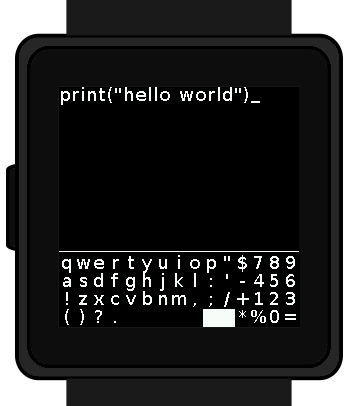 print("hello world")_
q w e r t y u i o p " $ 7 8 9
a s d f g h j k l : ' - 4 5 6
! z x c v b n m , ; / + 1 2 3
( ) ? . * % 0 =